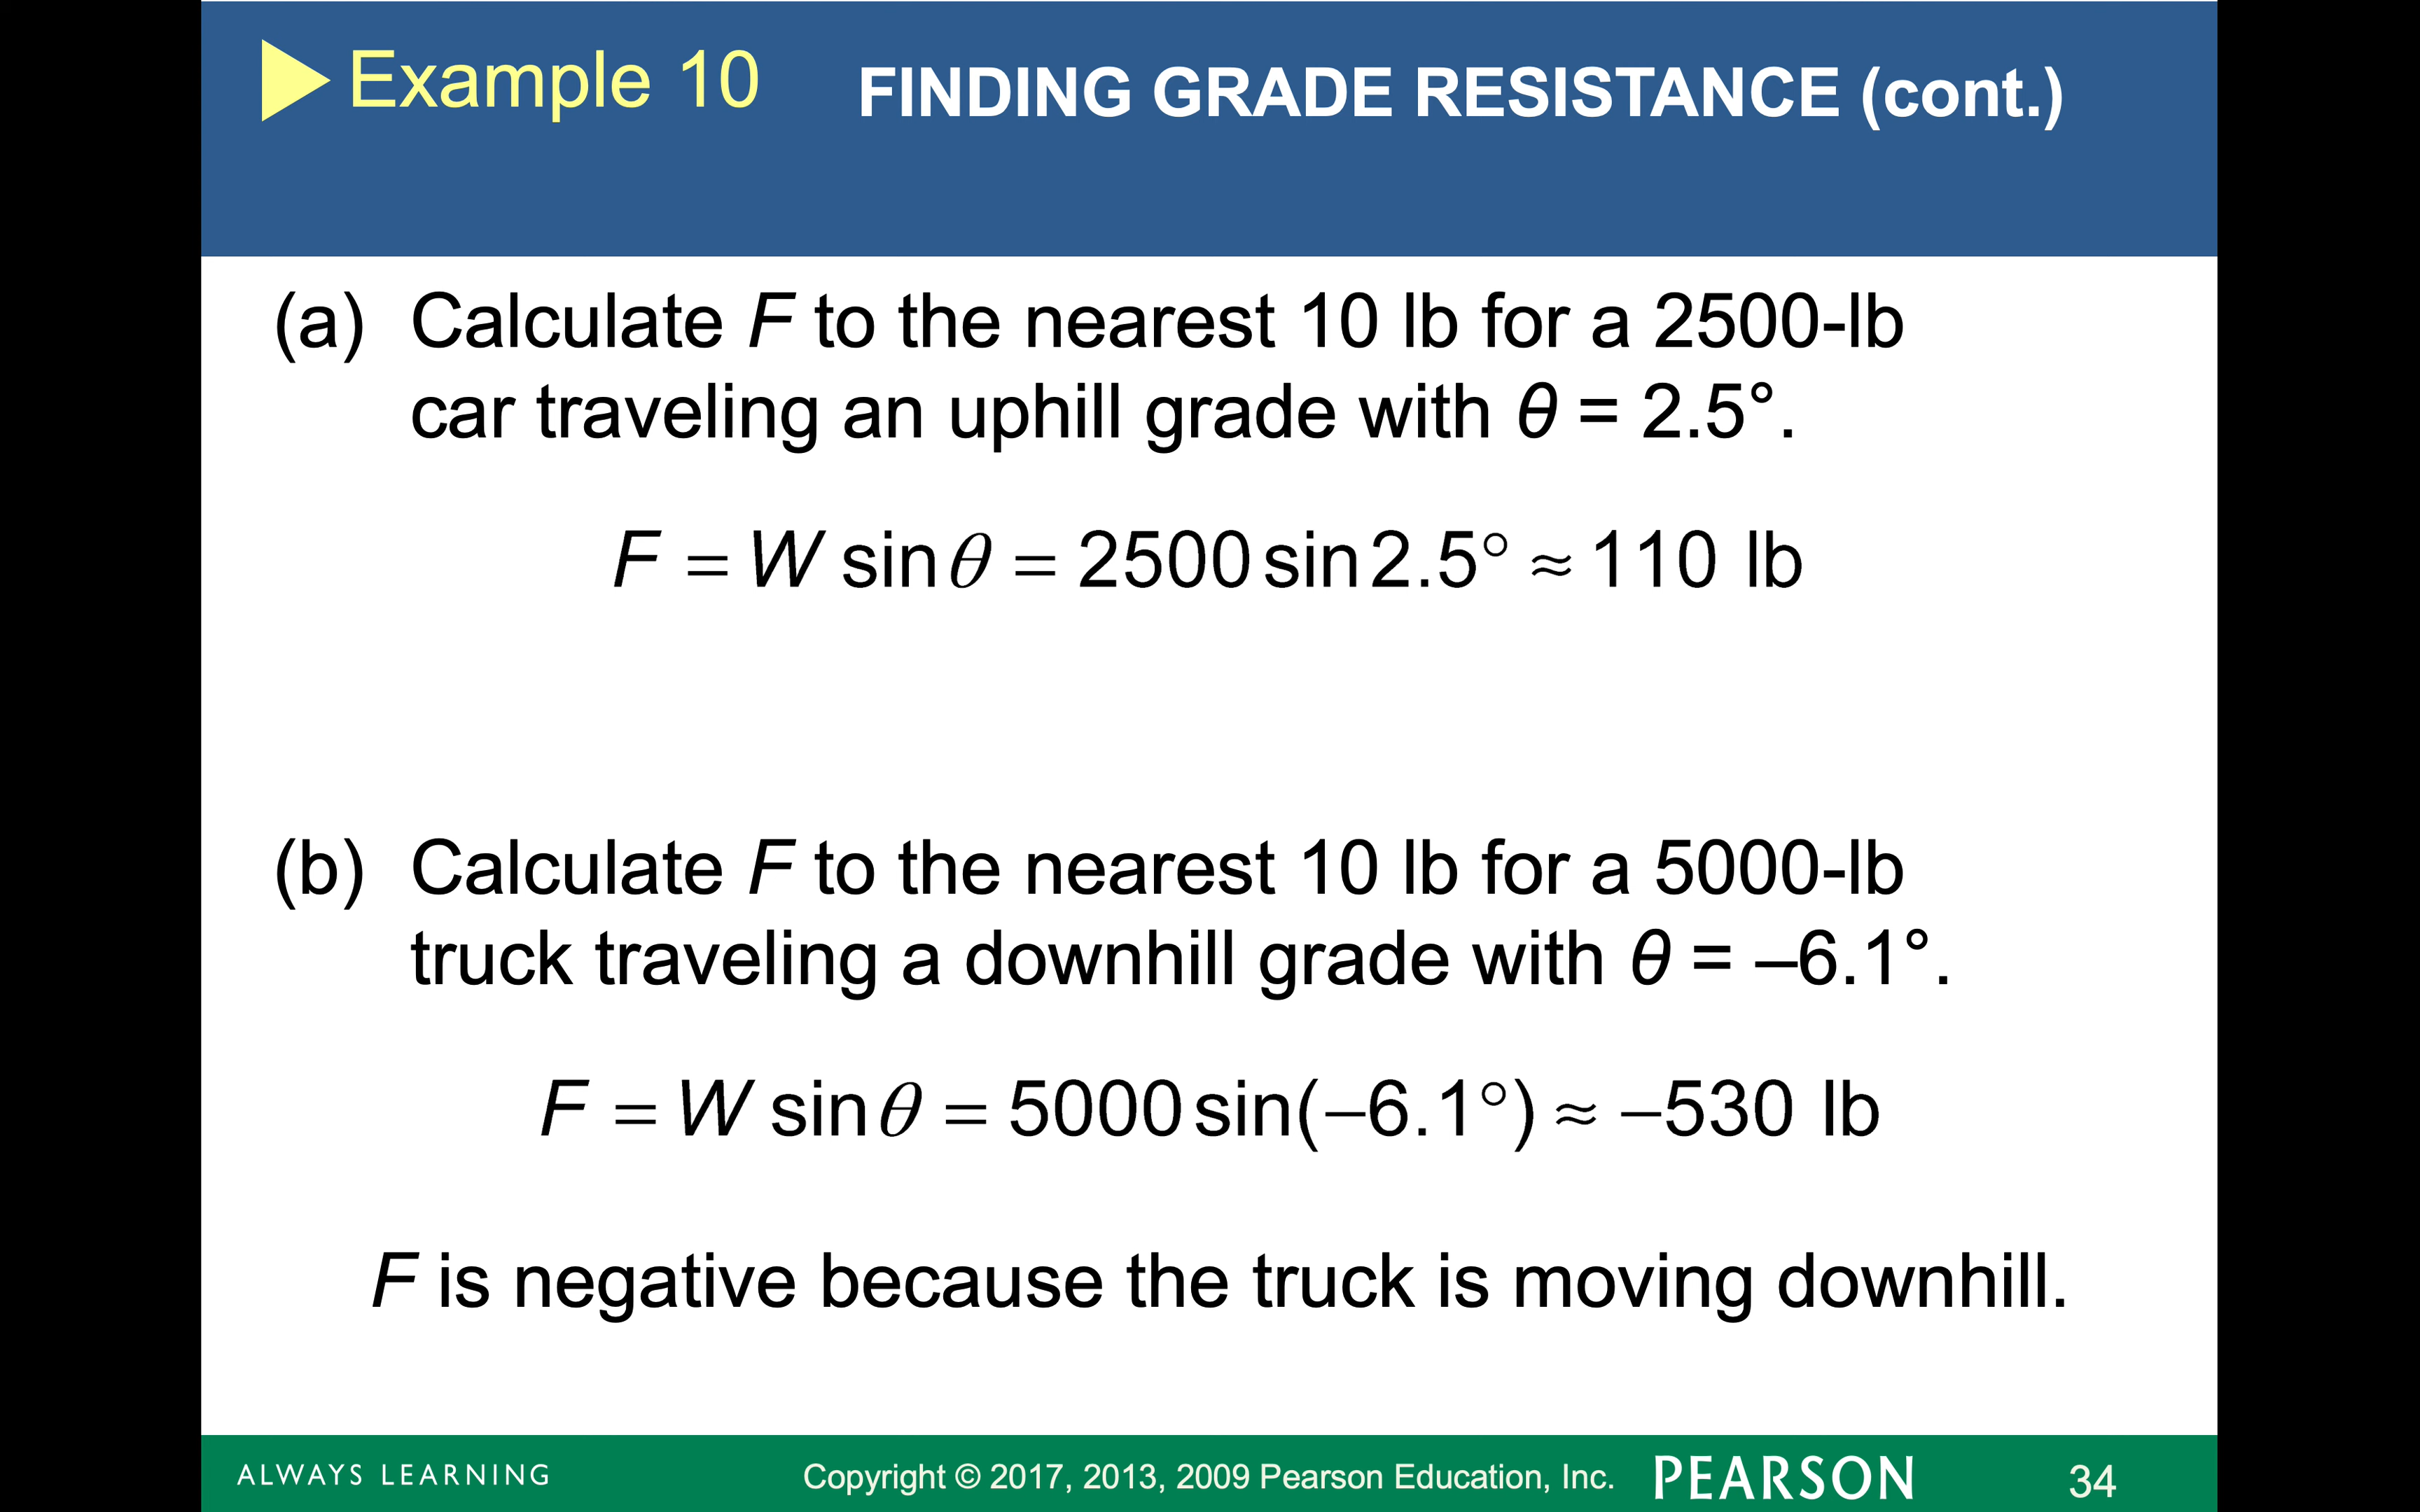 Example 10 FINDING GRADE RESISTANCE (cont.)
(a) Calculate F to the nearest 10 lb for a 2500-lb
car traveling an uphill grade with θ = 2.5°.
F = W sin θ = 2500 sin 2.5° ≈ 110 lb
(b) Calculate F to the nearest 10 lb for a 5000-lb
truck traveling a downhill grade with θ = –6.1°.
F = W sin θ = 5000 sin(–6.1°) ≈ –530 lb
F is negative because the truck is moving downhill.
ALWAYS LEARNING Copyright © 2017, 2013, 2009 Pearson Education, Inc. PEARSON 34